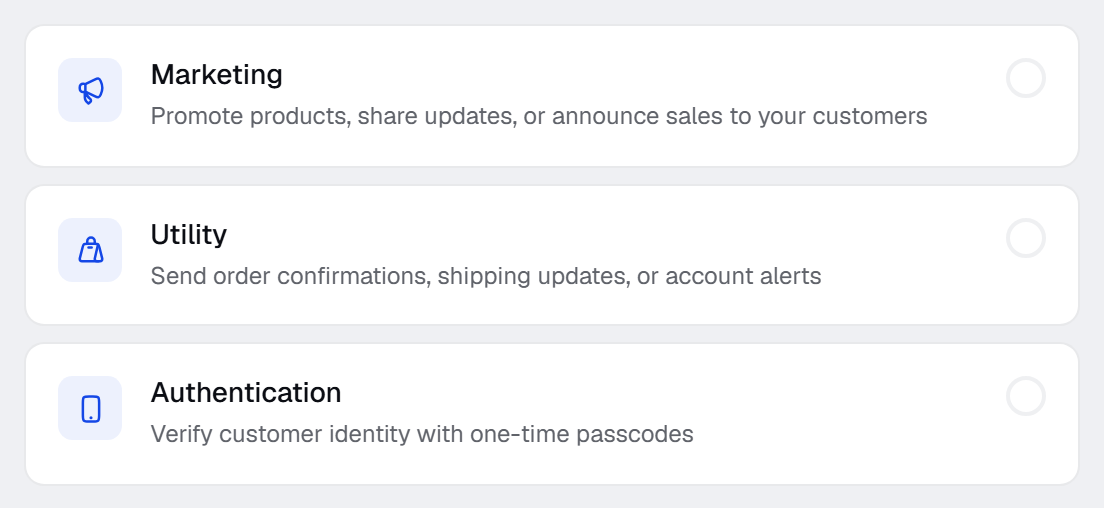 Marketing
Promote products, share updates, or announce sales to your customers
Utility
Send order confirmations, shipping updates, or account alerts
Authentication
Verify customer identity with one-time passcodes